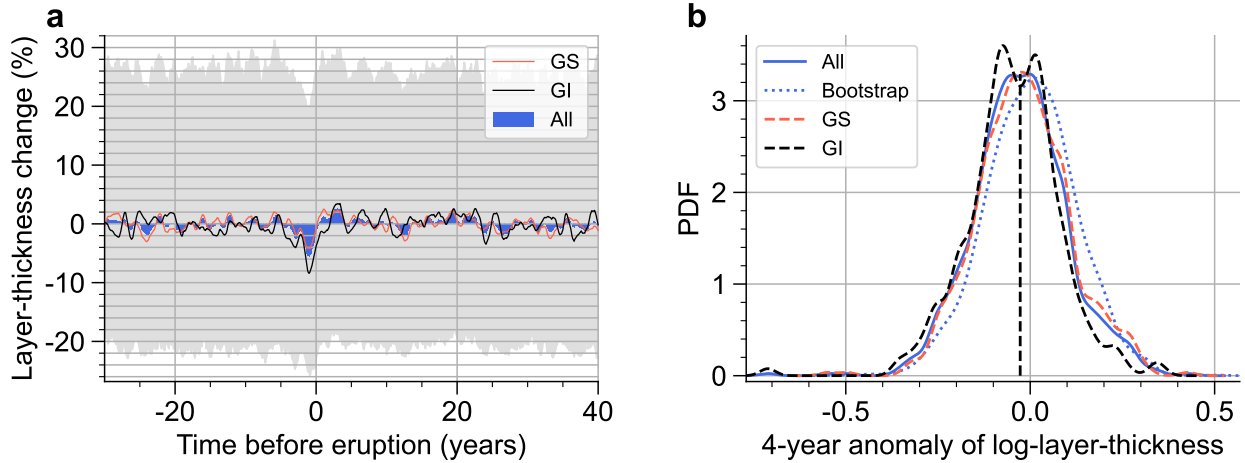 a
Layer-thickness change (%)
30
20
10
0
-10
-20
GS
GI
All
-20
0
20
40
Time before eruption (years)
b
PDF
3
2
1
0
All
Bootstrap
GS
GI
-0.5
0.0
0.5
4-year anomaly of log-layer-thickness